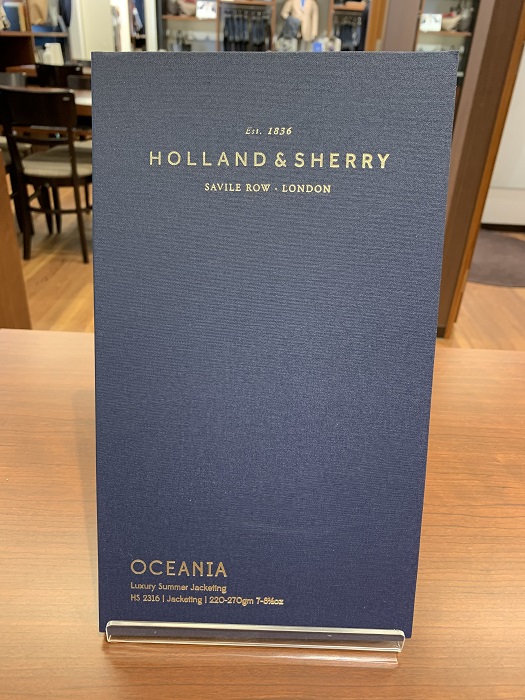 Est. 1836
HOLLAND & SHERRY
SAVILE ROW · LONDON
OCEANIA
Luxury Summer Jacketing
HS 2316 | Jacketing | 220-270gm 7-8½oz